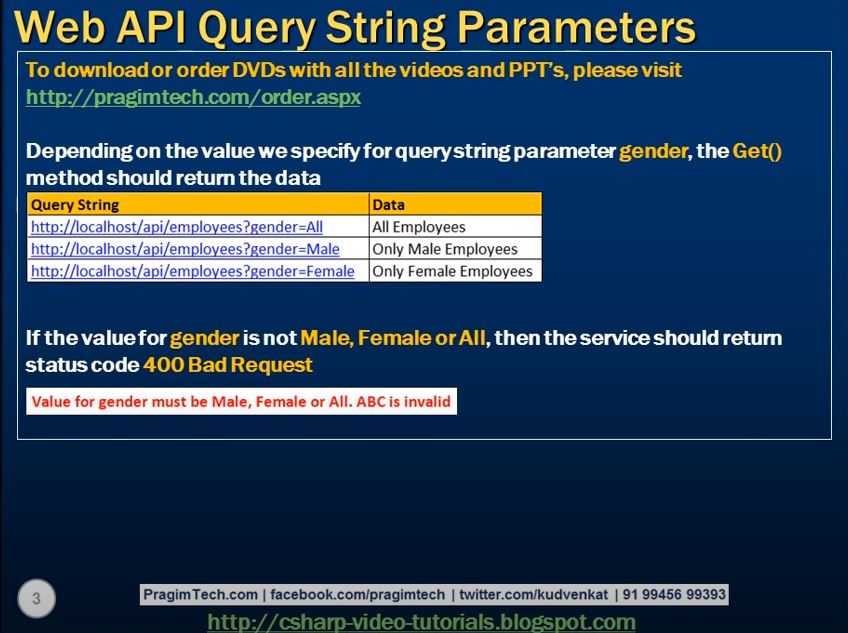 Web API Query String Parameters
To download or order DVDs with all the videos and PPT's, please visit
http://pragimtech.com/order.aspx
Depending on the value we specify for query string parameter gender, the Get()
method should return the data
Query String Data
http://localhost/api/employees?gender=All All Employees
http://localhost/api/employees?gender=Male Only Male Employees
http://localhost/api/employees?gender=Female Only Female Employees
If the value for gender is not Male, Female or All, then the service should return
status code 400 Bad Request
Value for gender must be Male, Female or All. ABC is invalid
3
PragimTech.com | facebook.com/pragimtech | twitter.com/kudvenkat | 91 99456 99393
http://csharp-video-tutorials.blogspot.com